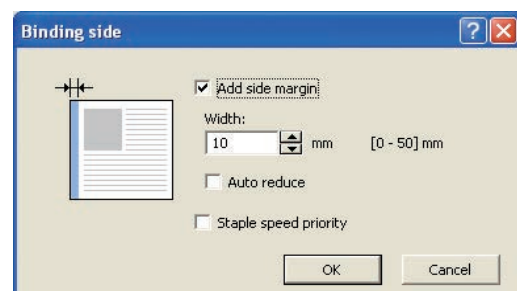 Binding side
Add side margin
Width:
10 mm [0 - 50] mm
Auto reduce
Staple speed priority
OK Cancel